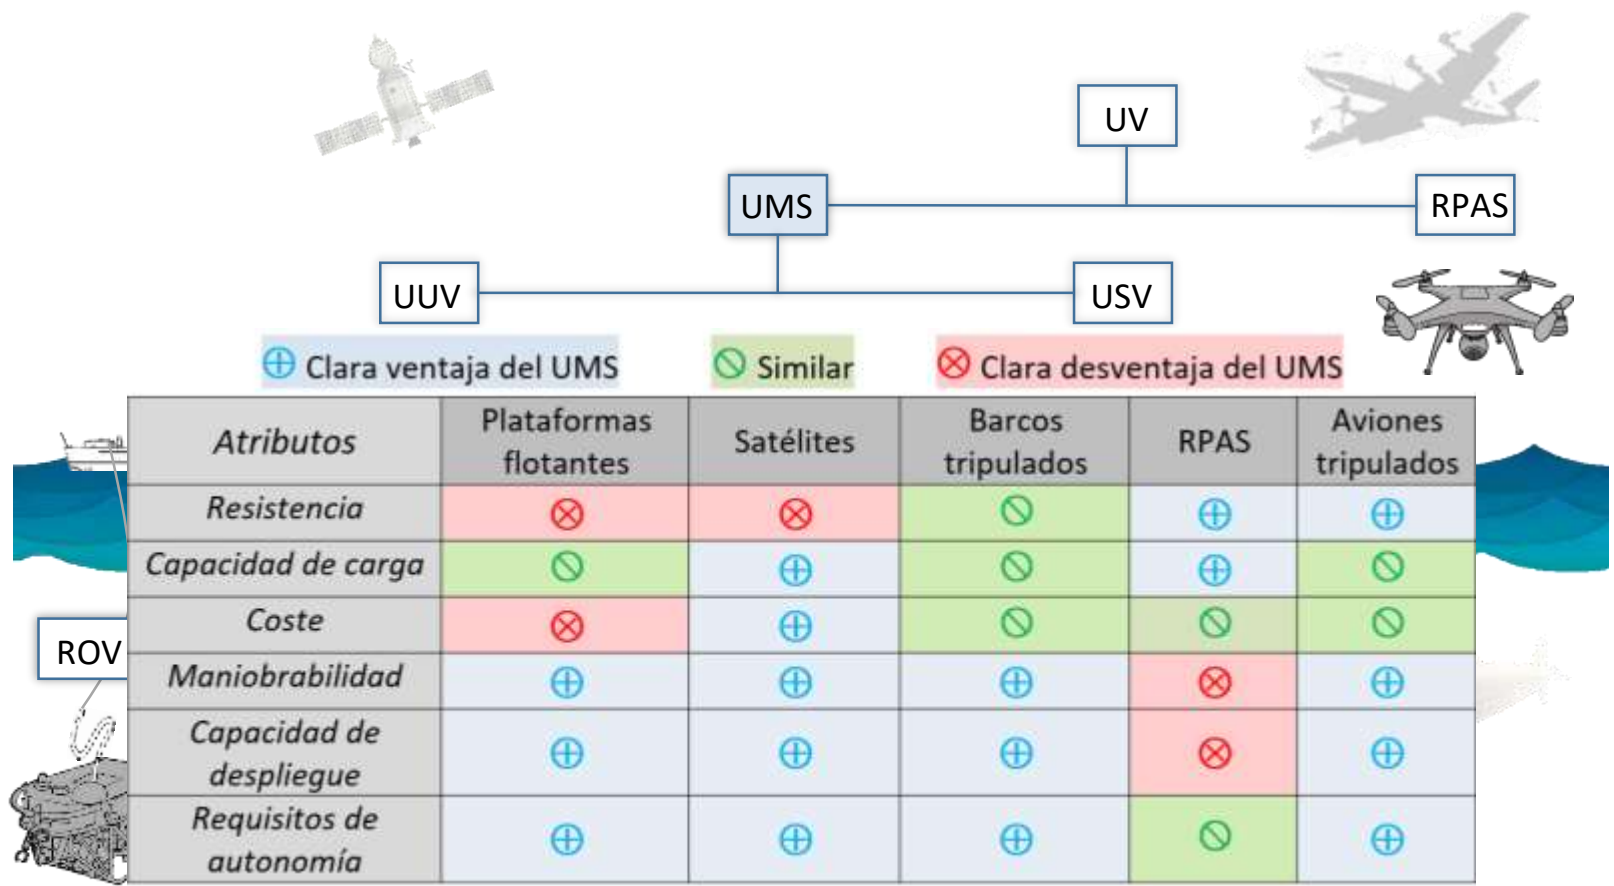 UV
UMS
RPAS
UUV
USV
Clara ventaja del UMS
Similar
Clara desventaja del UMS
Atributos
Plataformas
flotantes
Satélites
Barcos
tripulados
RPAS
Aviones
tripulados
Resistencia
Capacidad de carga
Coste
ROV
Maniobrabilidad
Capacidad de
despliegue
Requisitos de
autonomía